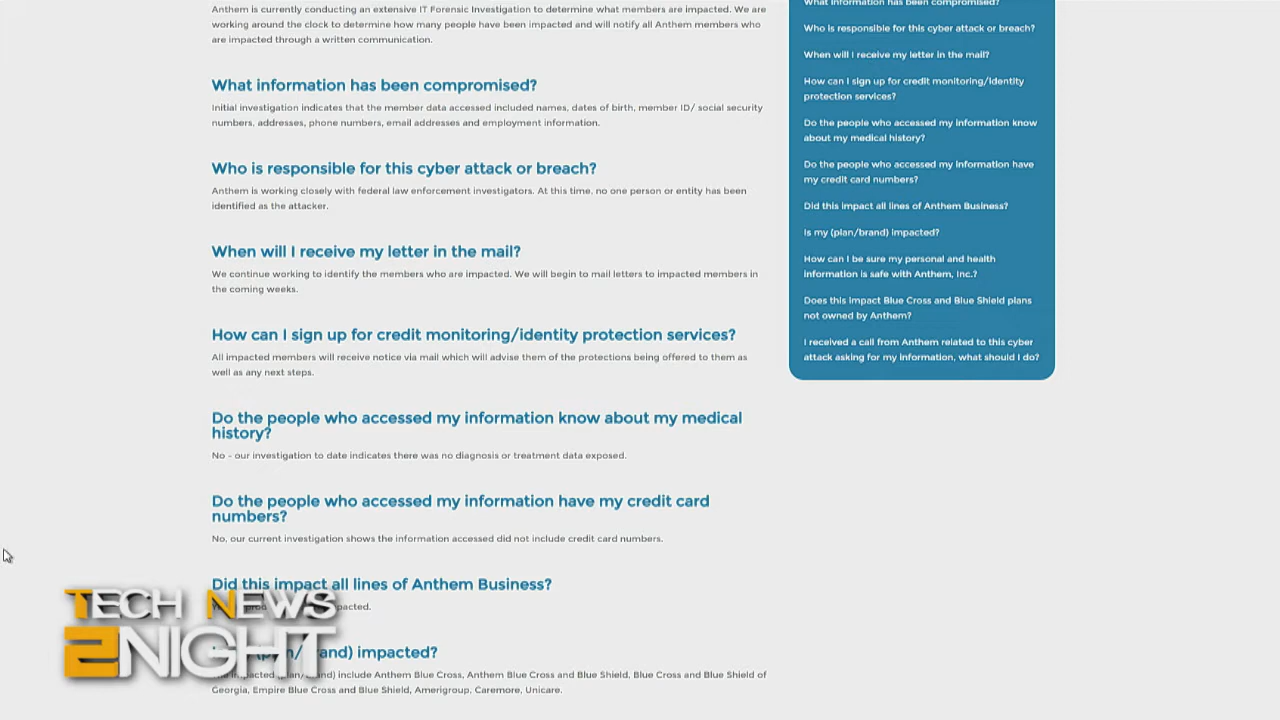 Anthem is currently conducting an extensive IT Forensic Investigation to determine what members are impacted. We are
working around the clock to determine how many people have been impacted and will notify all Anthem members who
are impacted through a written communication.
What information has been compromised?
Initial investigation indicates that the member data accessed included names, dates of birth, member ID/ social security
numbers, addresses, phone numbers, email addresses and employment information.
Who is responsible for this cyber attack or breach?
Anthem is working closely with federal law enforcement investigators. At this time, no one person or entity has been
identified as the attacker.
When will I receive my letter in the mail?
We continue working to identify the members who are impacted. We will begin to mail letters to impacted members in
the coming weeks.
How can I sign up for credit monitoring/identity protection services?
All impacted members will receive notice via mail which will advise them of the protections being offered to them as
well as any next steps.
Do the people who accessed my information know about my medical
history?
No - our investigation to date indicates there was no diagnosis or treatment data exposed.
Do the people who accessed my information have my credit card
numbers?
No, our current investigation shows the information accessed did not include credit card numbers.
Did this impact all lines of Anthem Business?
impacted.
(plan/brand) impacted?
impacted (plan/brand) include Anthem Blue Cross, Anthem Blue Cross and Blue Shield, Blue Cross and Blue Shield of
Georgia, Empire Blue Cross and Blue Shield, Amerigroup, Caremore, Unicare.
What information has been compromised?
Who is responsible for this cyber attack or breach?
When will I receive my letter in the mail?
How can I sign up for credit monitoring/identity
protection services?
Do the people who accessed my information know
about my medical history?
Do the people who accessed my information have
my credit card numbers?
Did this impact all lines of Anthem Business?
Is my (plan/brand) impacted?
How can I be sure my personal and health
information is safe with Anthem, Inc.?
Does this impact Blue Cross and Blue Shield plans
not owned by Anthem?
I received a call from Anthem related to this cyber
attack asking for my information, what should I do?
TECH NEWS
2NIGHT